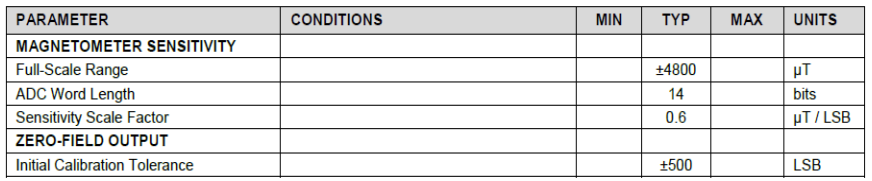 PARAMETER CONDITIONS MIN TYP MAX UNITS
MAGNETOMETER SENSITIVITY
Full-Scale Range ±4800 µT
ADC Word Length 14 bits
Sensitivity Scale Factor 0.6 µT / LSB
ZERO-FIELD OUTPUT
Initial Calibration Tolerance ±500 LSB